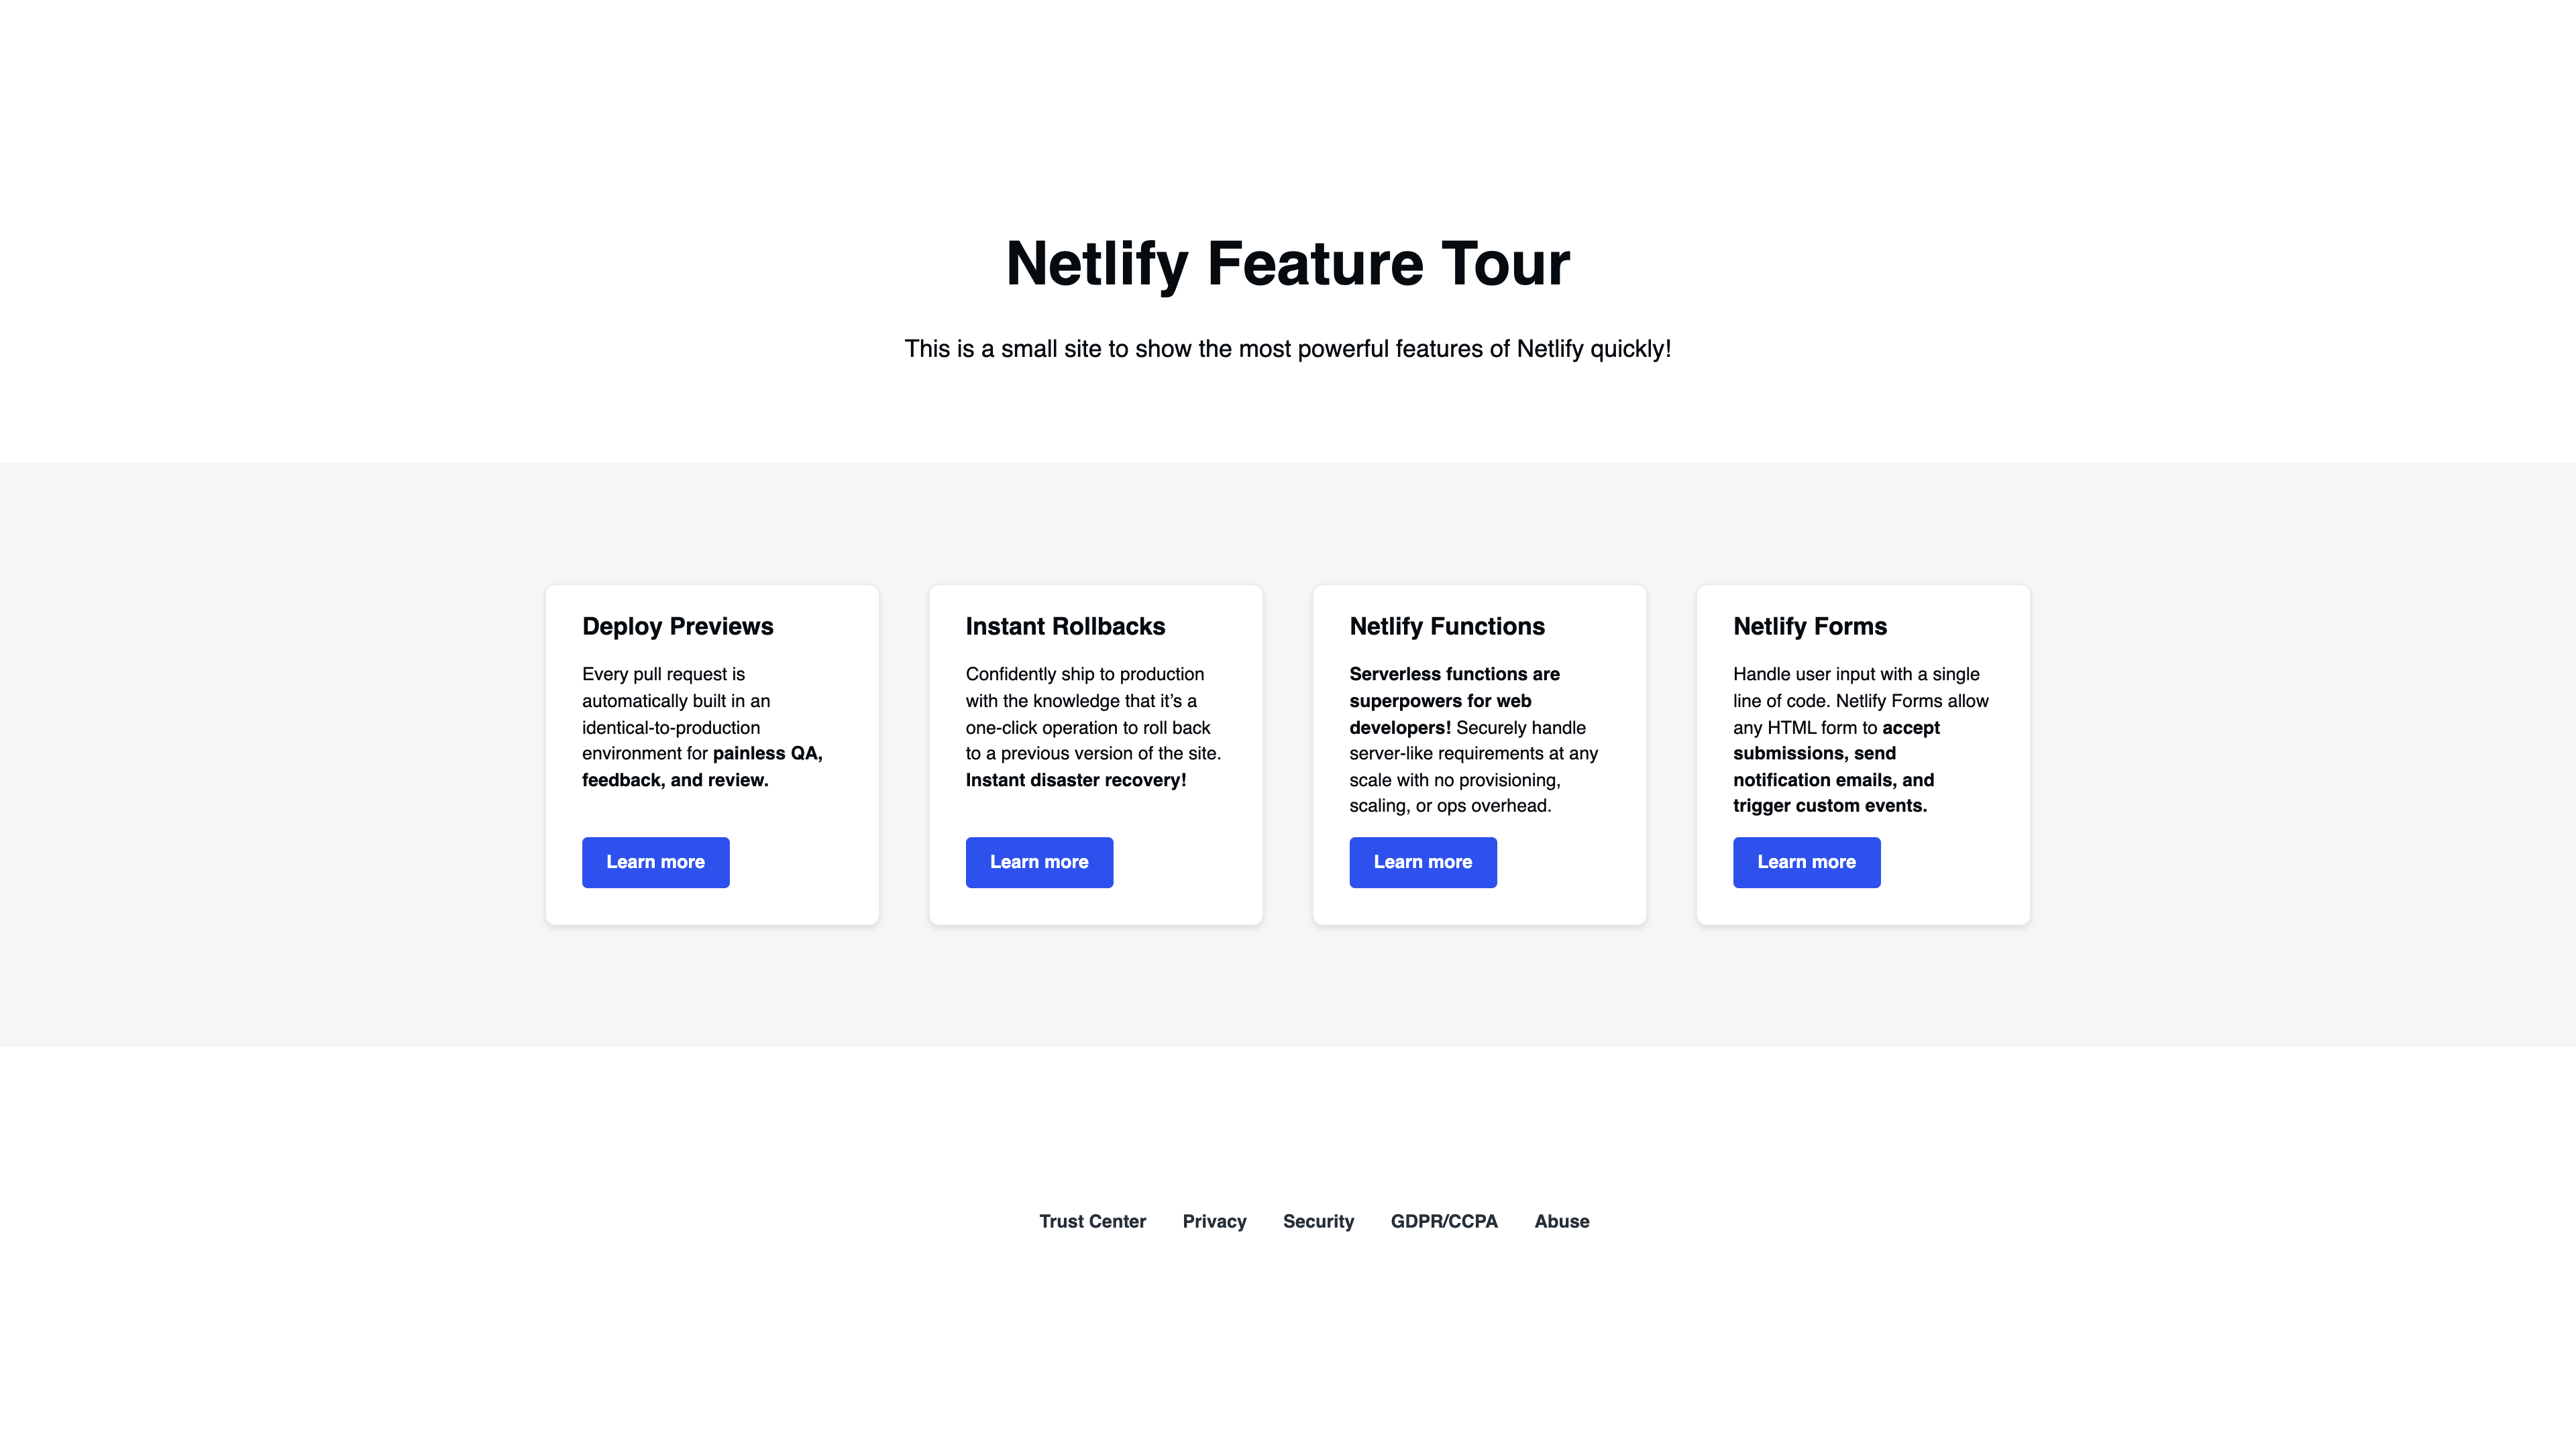 Netlify Feature Tour
This is a small site to show the most powerful features of Netlify quickly!
Deploy Previews
Every pull request is
automatically built in an
identical-to-production
environment for painless QA,
feedback, and review.
Learn more
Instant Rollbacks
Confidently ship to production
with the knowledge that it’s a
one-click operation to roll back
to a previous version of the site.
Instant disaster recovery!
Learn more
Netlify Functions
Serverless functions are
superpowers for web
developers! Securely handle
server-like requirements at any
scale with no provisioning,
scaling, or ops overhead.
Learn more
Netlify Forms
Handle user input with a single
line of code. Netlify Forms allow
any HTML form to accept
submissions, send
notification emails, and
trigger custom events.
Learn more
Trust Center Privacy Security GDPR/CCPA Abuse